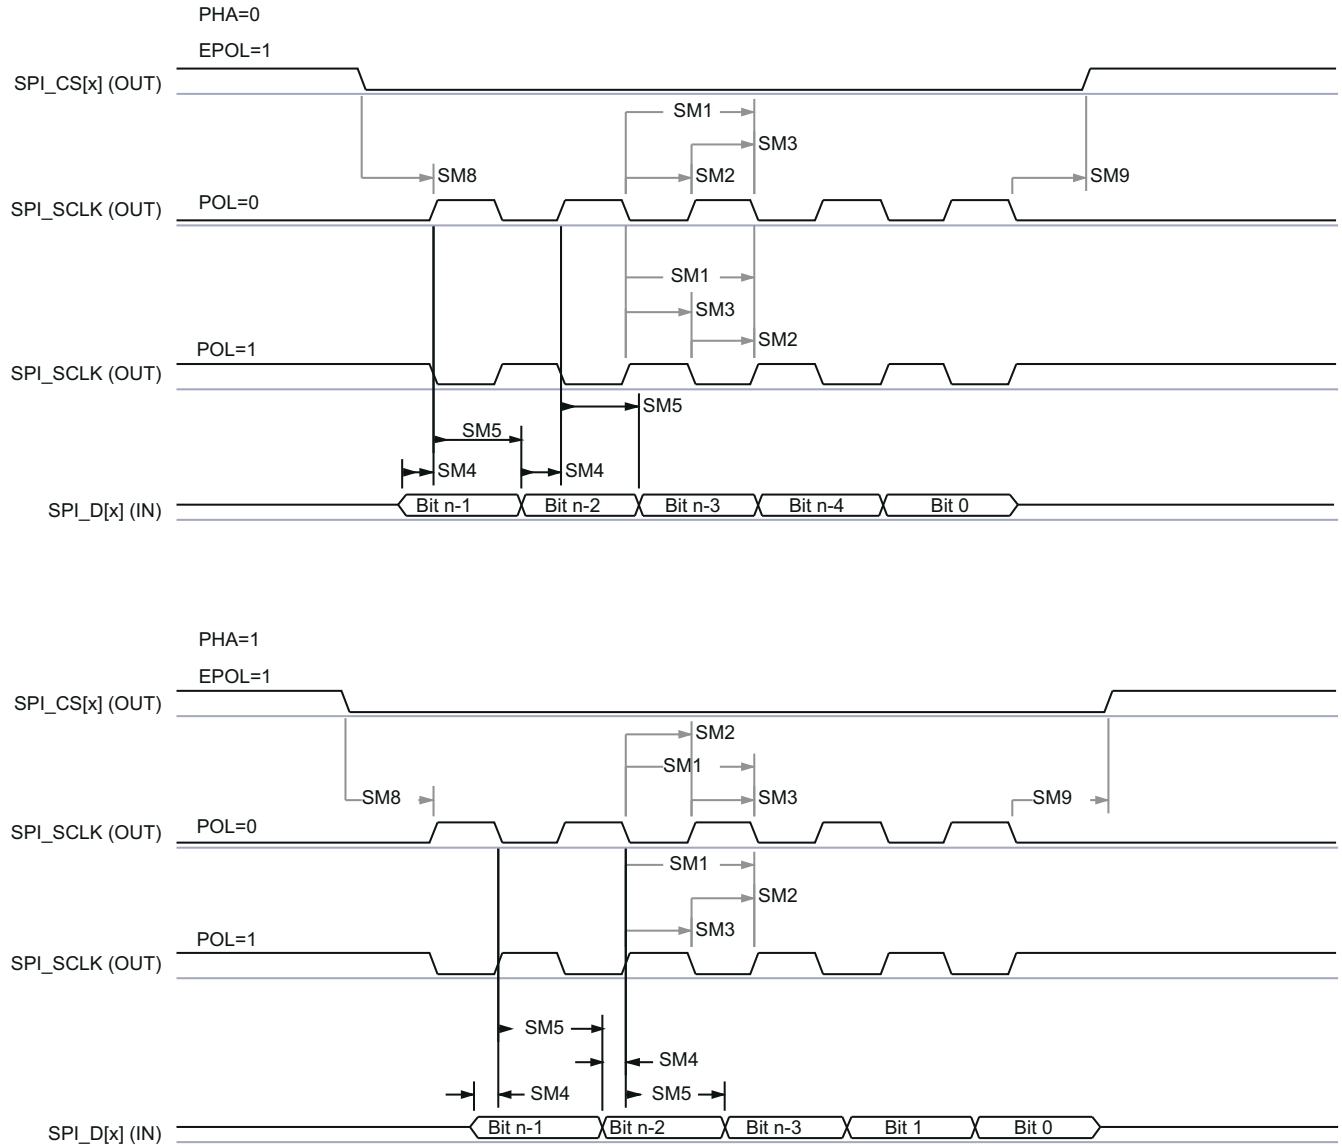 PHA=0
EPOL=1
SPI_CS[x] (OUT)
SM1
SM3
SM8
SM2
SM9
SPI_SCLK (OUT)
POL=0
SM1
SM3
SM2
POL=1
SPI_SCLK (OUT)
SM5
SM5
SM4
SM4
SPI_D[x] (IN)
Bit n-1
Bit n-2
Bit n-3
Bit n-4
Bit 0
PHA=1
EPOL=1
SPI_CS[x] (OUT)
SM2
SM1
SM8
SM3
SM9
SPI_SCLK (OUT)
POL=0
SM1
SM2
SM3
POL=1
SPI_SCLK (OUT)
SM5
SM4
SM4
SM5
SPI_D[x] (IN)
Bit n-1
Bit n-2
Bit n-3
Bit 1
Bit 0